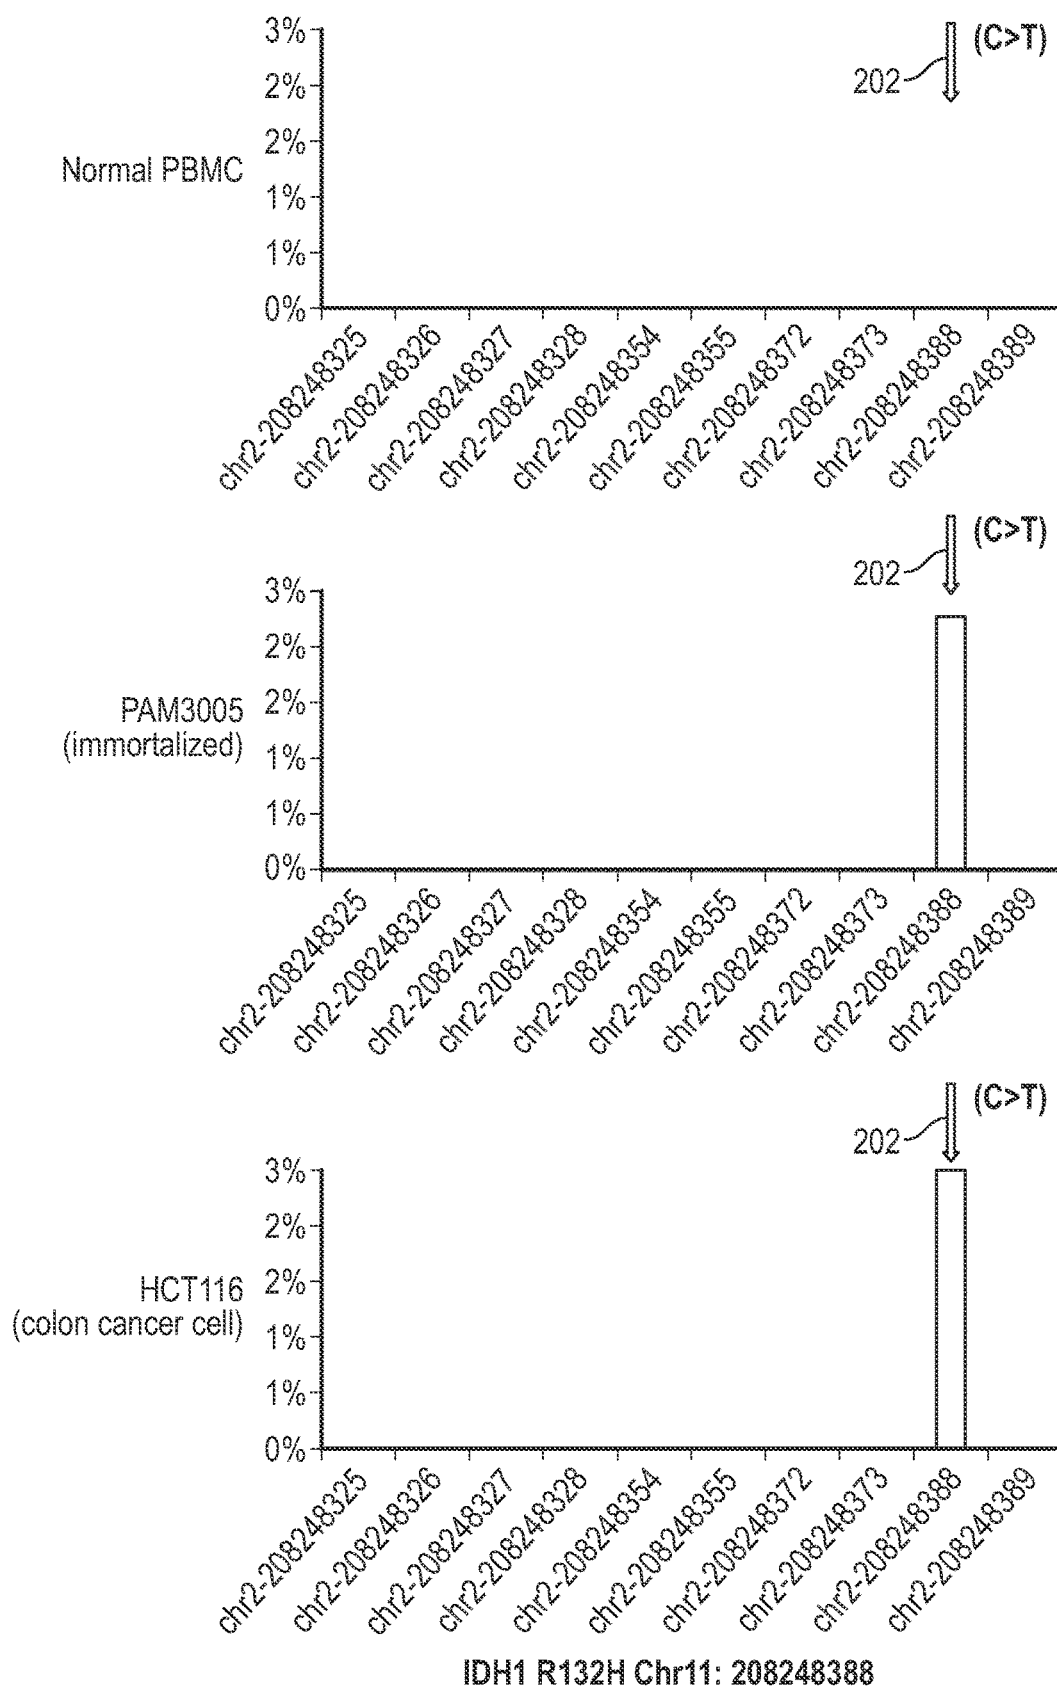 3%
(C>T)
202
2%
2%
Normal PBMC
1%
1%
0%
chr2-208248325
chr2-208248326
chr2-208248327
chr2-208248328
chr2-208248354
chr2-208248355
chr2-208248372
chr2-208248373
chr2-208248388
chr2-208248389
(C>T)
202
3%
2%
2%
PAM3005
(immortalized)
1%
1%
0%
chr2-208248325
chr2-208248326
chr2-208248327
chr2-208248328
chr2-208248354
chr2-208248355
chr2-208248372
chr2-208248373
chr2-208248388
chr2-208248389
(C>T)
202
3%
2%
2%
HCT116
(colon cancer cell)
1%
1%
0%
chr2-208248325
chr2-208248326
chr2-208248327
chr2-208248328
chr2-208248354
chr2-208248355
chr2-208248372
chr2-208248373
chr2-208248388
chr2-208248389
IDH1 R132H Chr11: 208248388